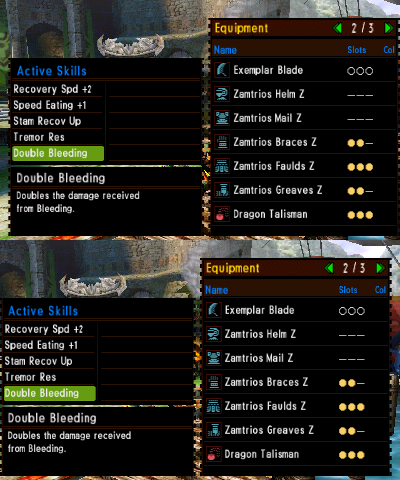 Equipment 2 / 3
Name Slots Col
Active Skills
Recovery Spd +2
Speed Eating +1
Stam Recov Up
Tremor Res
Double Bleeding
Double Bleeding
Doubles the damage received
from Bleeding.
Exemplar Blade
Zamtrios Helm Z
Zamtrios Mail Z
Zamtrios Braces Z
Zamtrios Faulds Z
Zamtrios Greaves Z
Dragon Talisman
Equipment 2 / 3
Name Slots Col
Active Skills
Recovery Spd +2
Speed Eating +1
Stam Recov Up
Tremor Res
Double Bleeding
Double Bleeding
Doubles the damage received
from Bleeding.
Exemplar Blade
Zamtrios Helm Z
Zamtrios Mail Z
Zamtrios Braces Z
Zamtrios Faulds Z
Zamtrios Greaves Z
Dragon Talisman